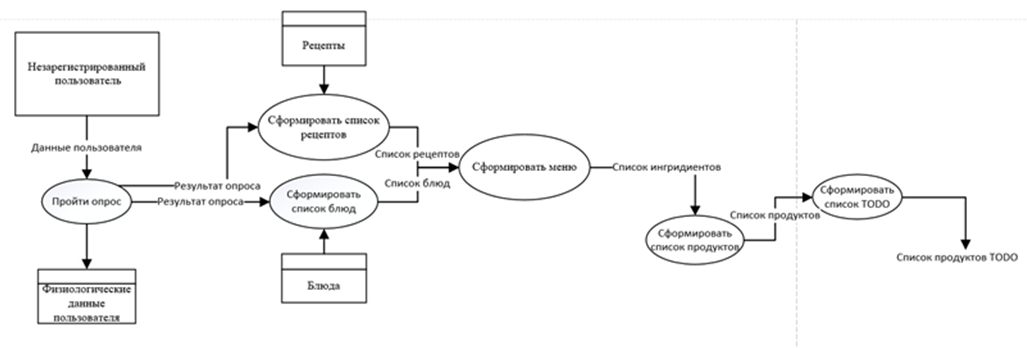 Незарегистрированный
пользователь
Данные пользователя
Пройти опрос
Физиологические
данные
пользователя
Рецепты
Сформировать список
рецептов
Результат опроса
Результат опроса
Сформировать
список блюд
Блюда
Список рецептов
Список блюд
Сформировать меню
Список ингридиентов
Сформировать
список продуктов
Список продуктов
Сформировать
список TODO
Список продуктов TODO